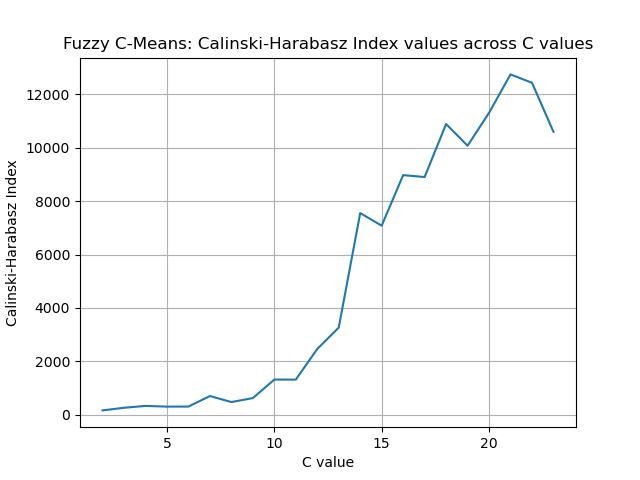 Fuzzy C-Means: Calinski-Harabasz Index values across C values
Calinski-Harabasz Index
12000
10000
8000
6000
4000
2000
0
5 10 15 20
C value